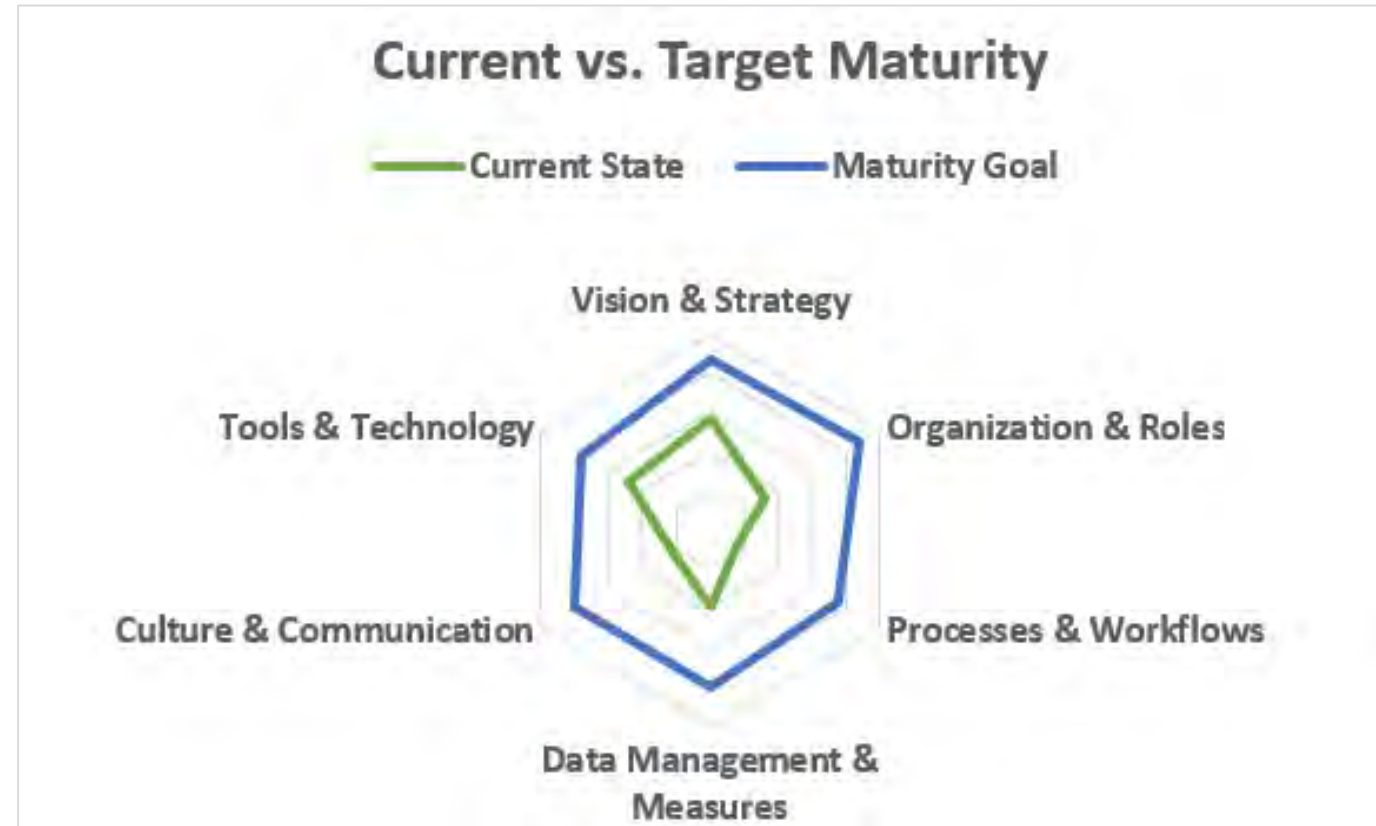 Current vs. Target Maturity
Current State Maturity Goal
Vision & Strategy
Tools & Technology Organization & Roles
Culture & Communication Processes & Workflows
Data Management &
Measures